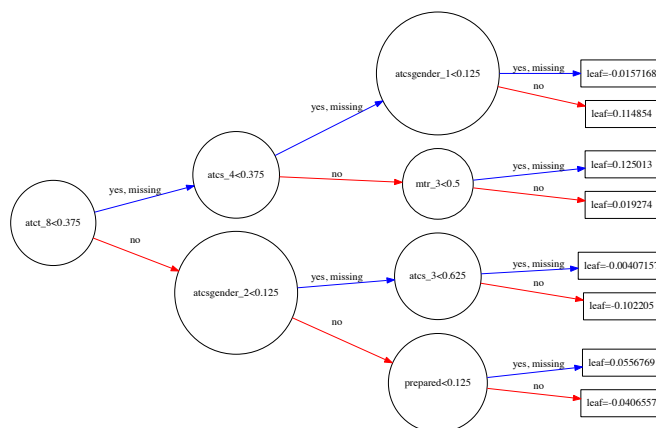 atcsgender_1<0.125
yes, missing
leaf=-0.0157168
no
leaf=0.114854
yes, missing
atcs_4<0.375
no
mtr_3<0.5
yes, missing
leaf=0.125013
no
leaf=0.019274
yes, missing
atct_8<0.375
no
atcsgender_2<0.125
yes, missing
atcs_3<0.625
yes, missing
leaf=-0.00407157
no
leaf=-0.102205
no
prepared<0.125
yes, missing
leaf=0.0556769
no
leaf=-0.0406557